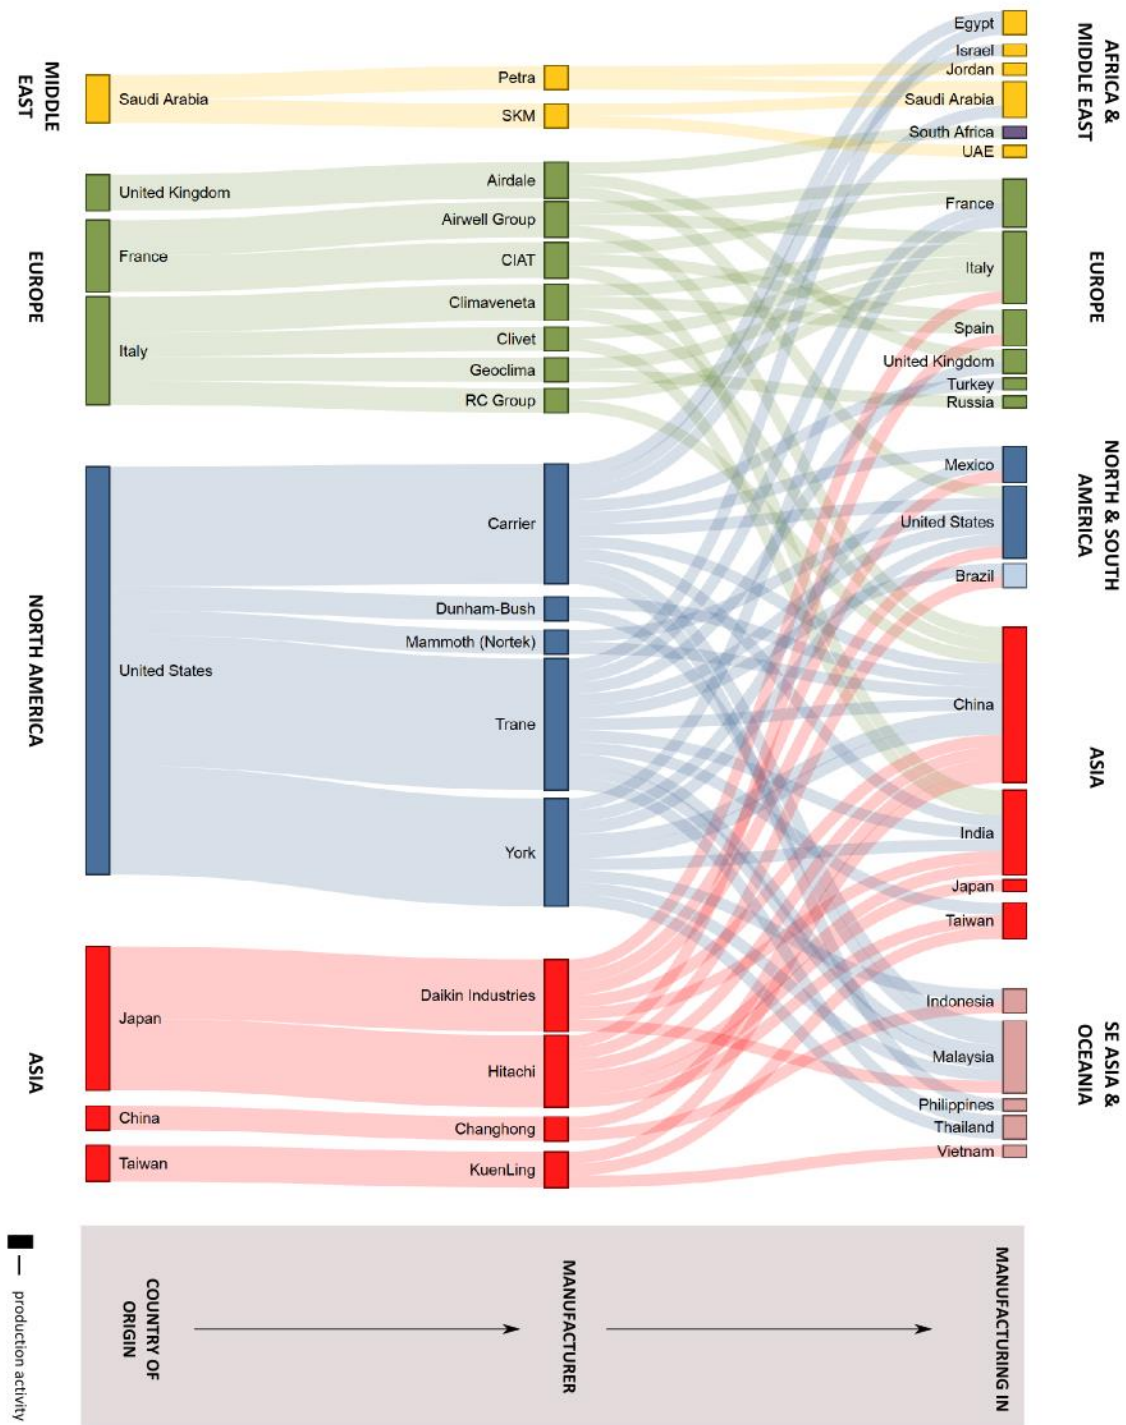 MIDDLE
EAST
EUROPE
NORTH AMERICA
ASIA
Saudi Arabia
United Kingdom
France
Italy
United States
Japan
China
Taiwan
Petra
SKM
Airdale
Airwell Group
CIAT
Climaveneta
Clivet
Geoclima
RC Group
Carrier
Dunham-Bush
Mammoth (Nortek)
Trane
York
Daikin Industries
Hitachi
Changhong
KuenLing
Egypt
Israel
Jordan
Saudi Arabia
South Africa
UAE
France
Italy
Spain
United Kingdom
Turkey
Russia
Mexico
United States
Brazil
China
India
Japan
Taiwan
Indonesia
Malaysia
Philippines
Thailand
Vietnam
AFRICA &
MIDDLE EAST
EUROPE
NORTH & SOUTH
AMERICA
ASIA
SE ASIA &
OCEANIA
COUNTRY OF
ORIGIN
MANUFACTURER
MANUFACTURING IN
— production activity